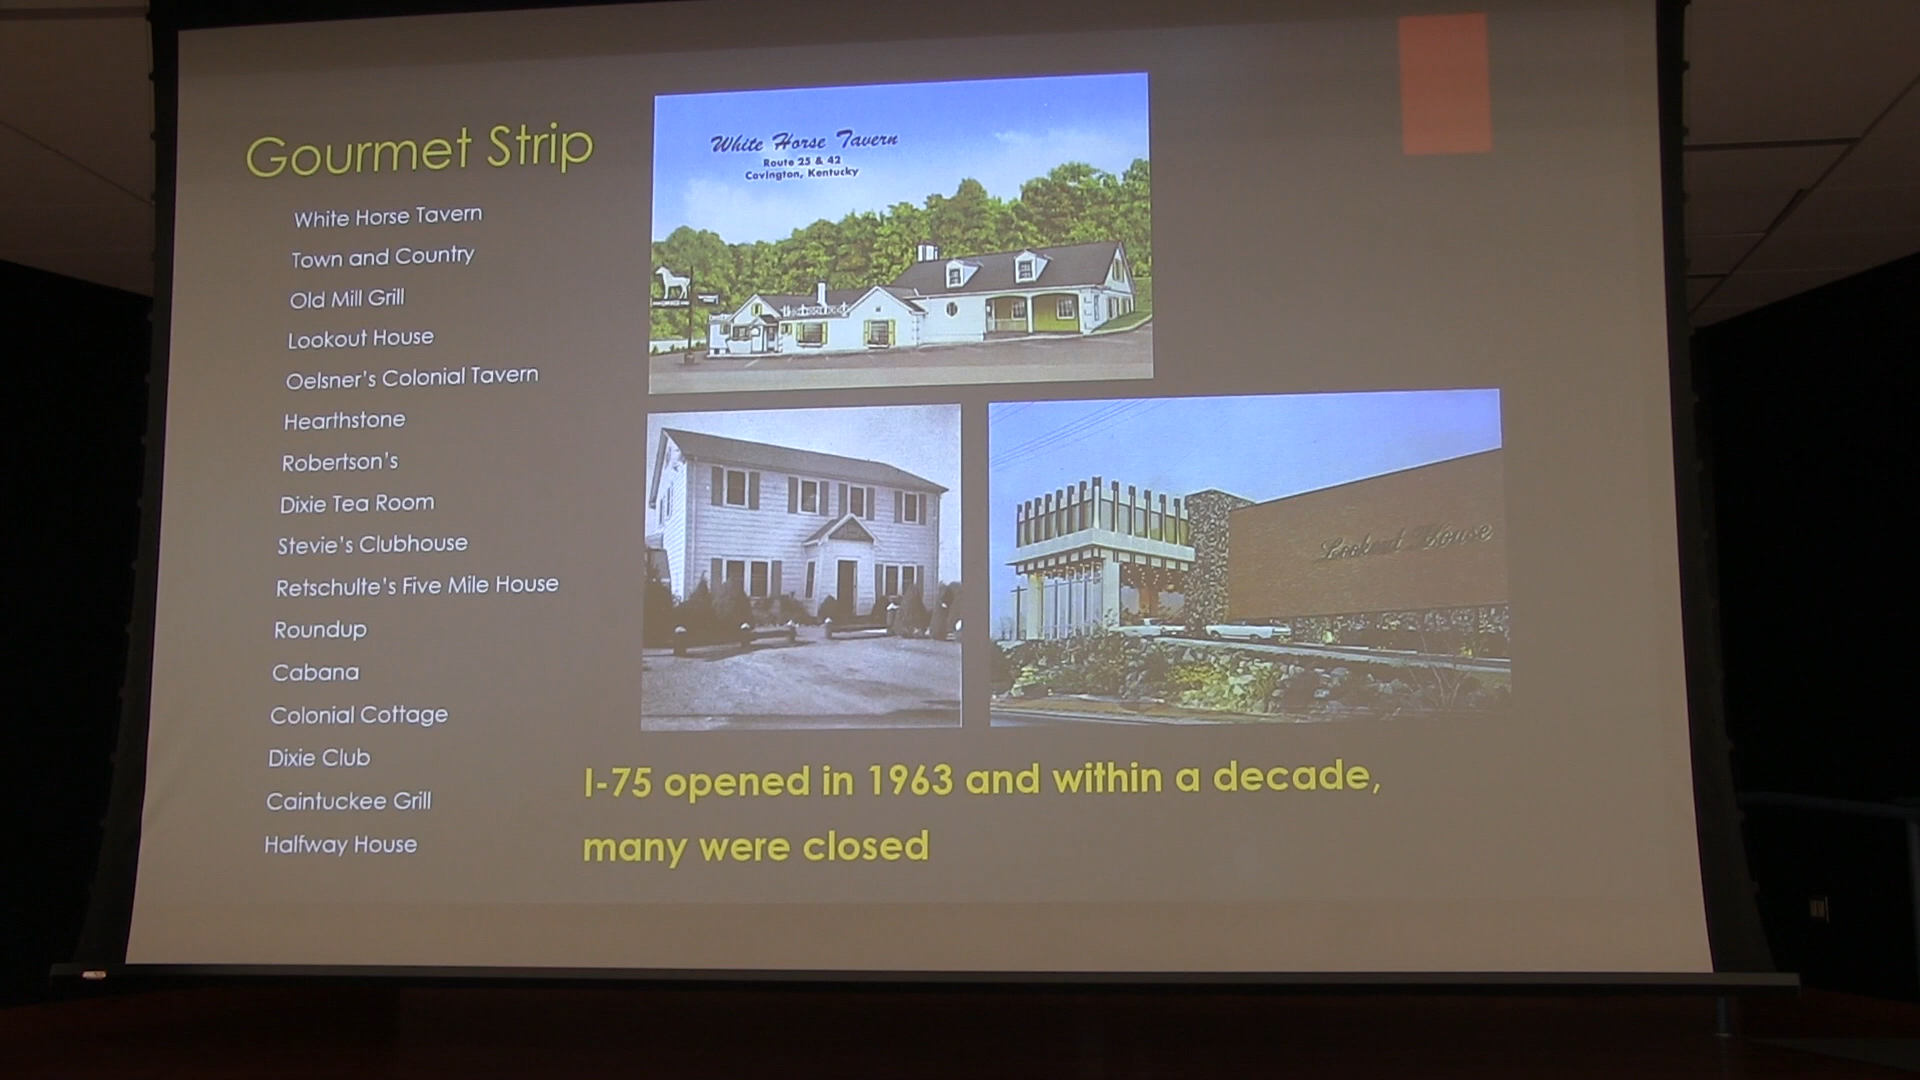 Gourmet Strip
White Horse Tavern
Town and Country
Old Mill Grill
Lookout House
Oelsner's Colonial Tavern
Hearthstone
Robertson's
Dixie Tea Room
Stevie's Clubhouse
Retschulte's Five Mile House
Roundup
Cabana
Colonial Cottage
Dixie Club
Caintuckee Grill
Halfway House
White Horse Tavern
Route 25 & 42
Covington, Kentucky
Lookout House
I-75 opened in 1963 and within a decade,
many were closed